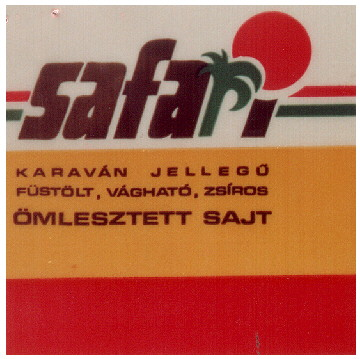 safari
KARAVÁN JELLEGŰ
FÜSTÖLT, VÁGHATÓ, ZSÍROS
ÖMLESZTETT SAJT